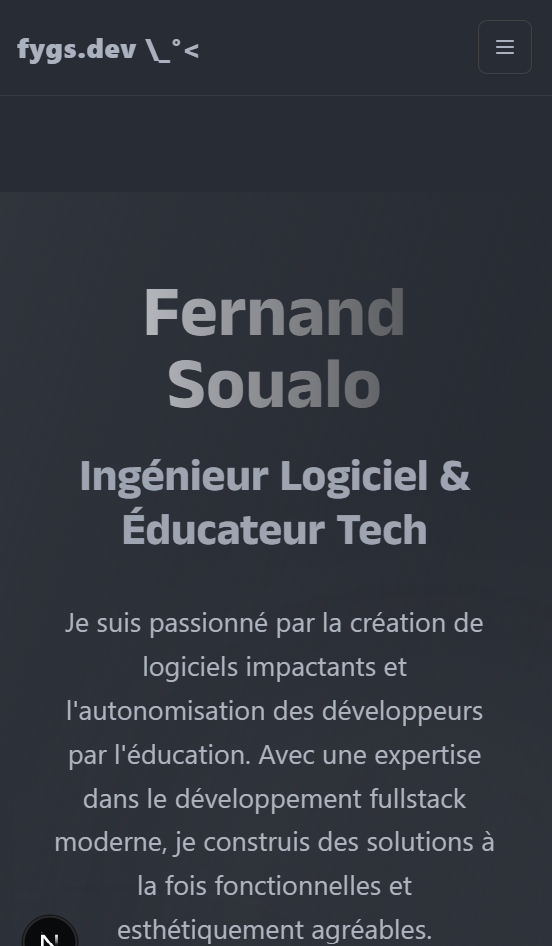 fygs.dev \_°<
Fernand
Soualo
Ingénieur Logiciel &
Éducateur Tech
Je suis passionné par la création de
logiciels impactants et
l'autonomisation des développeurs
par l'éducation. Avec une expertise
dans le développement fullstack
moderne, je construis des solutions à
la fois fonctionnelles et
esthétiquement agréables.
N